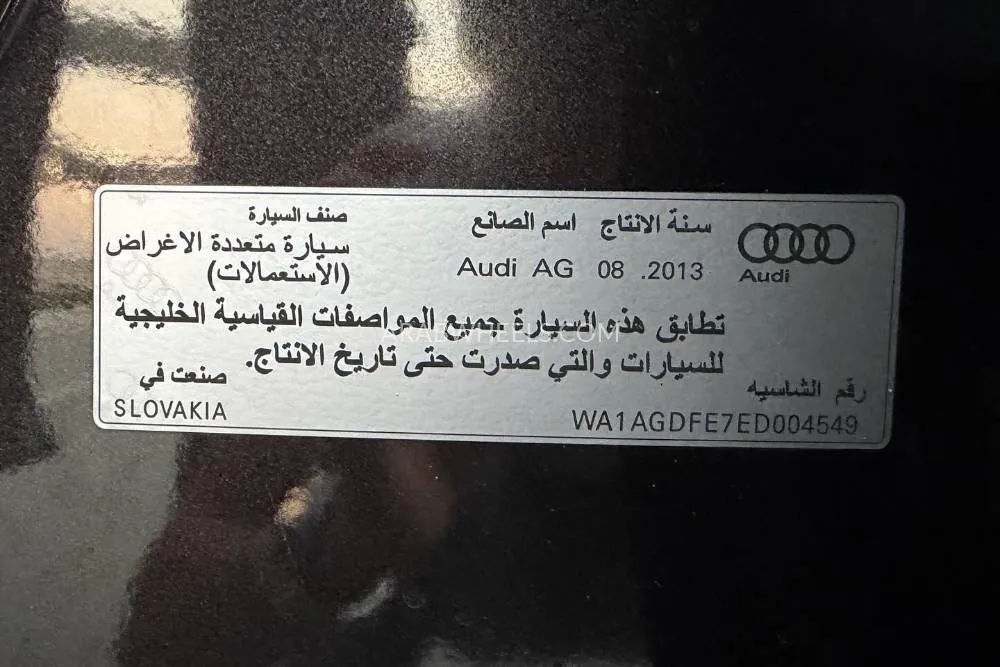 Audi
سنة الانتاج
08 .2013
اسم الصانع
Audi AG
صنف السيارة
سيارة متعددة الاغراض
(الاستعمالات)
تطابق هذه السيارة جميع المواصفات القياسية الخليجية
للسيارات والتي صدرت حتى تاريخ الانتاج.
رقم الشاسيه
WA1AGDFE7ED004549
صنعت في
SLOVAKIA